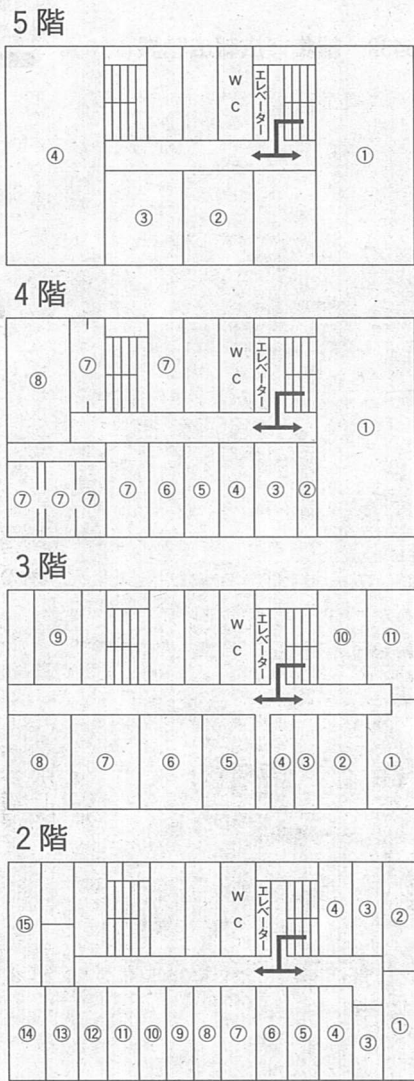 5階
W
C
エレベーター
④
①
③
②
4階
⑧
⑦
⑦
W
C
エレベーター
①
⑦
⑦
⑦
⑦
⑥
⑤
④
③
②
3階
⑨
W
C
エレベーター
⑩
⑪
⑧
⑦
⑥
⑤
④
③
②
①
2階
⑮
W
C
エレベーター
④
③
②
⑭
⑬
⑫
⑪
⑩
⑨
⑧
⑦
⑥
⑤
④
③
①